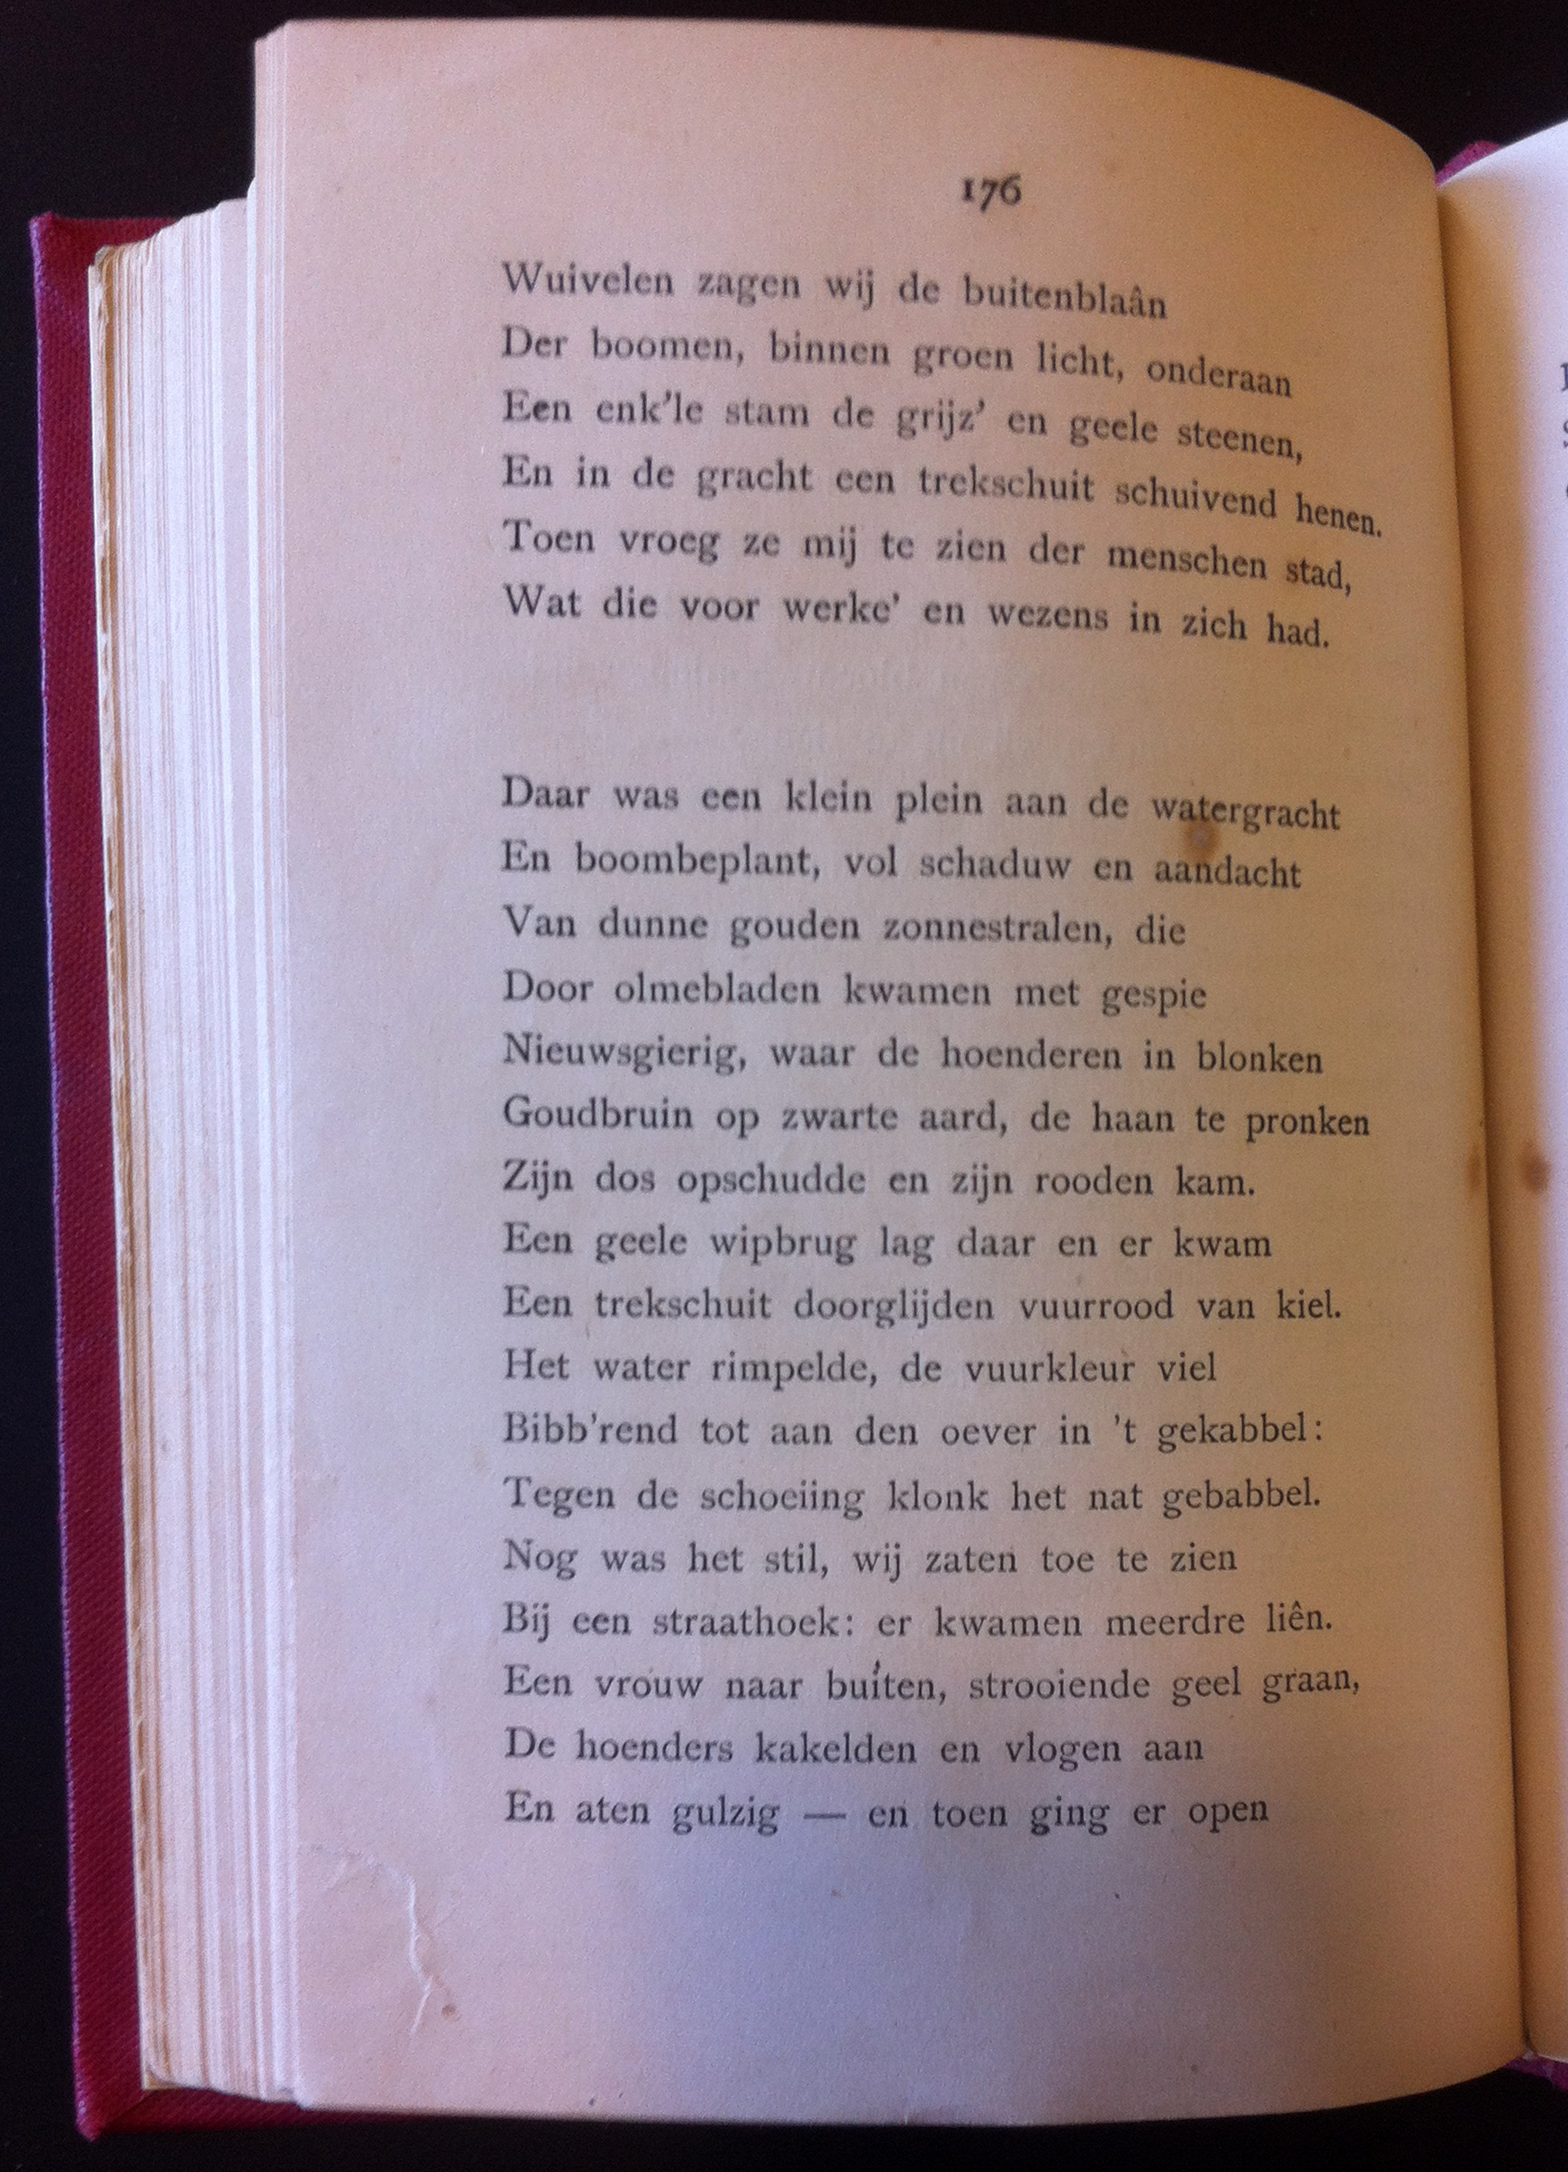 176
Wuivelen zagen wij de buitenblaân
Der boomen, binnen groen licht, onderaan
Een enk’le stam de grijz’ en geele steenen,
En in de gracht een trekschuit schuivend henen.
Toen vroeg ze mij te zien der menschen stad,
Wat die voor werke’ en wezens in zich had.
Daar was een klein plein aan de watergracht
En boombeplant, vol schaduw en aandacht
Van dunne gouden zonnestralen, die
Door olmebladen kwamen met gespie
Nieuwsgierig, waar de hoenderen in blonken
Goudbruin op zwarte aard, de haan te pronken
Zijn dos opschudde en zijn rooden kam.
Een geele wipbrug lag daar en er kwam
Een trekschuit doorglijden vuurrood van kiel.
Het water rimpelde, de vuurkleur viel
Bibb’rend tot aan den oever in ’t gekabbel:
Tegen de schoeiing klonk het nat gebabbel.
Nog was het stil, wij zaten toe te zien
Bij een straathoek: er kwamen meerdre liên.
Een vrouw naar buiten, strooiende geel graan,
De hoenders kakelden en vlogen aan
En aten gulzig — en toen ging er open